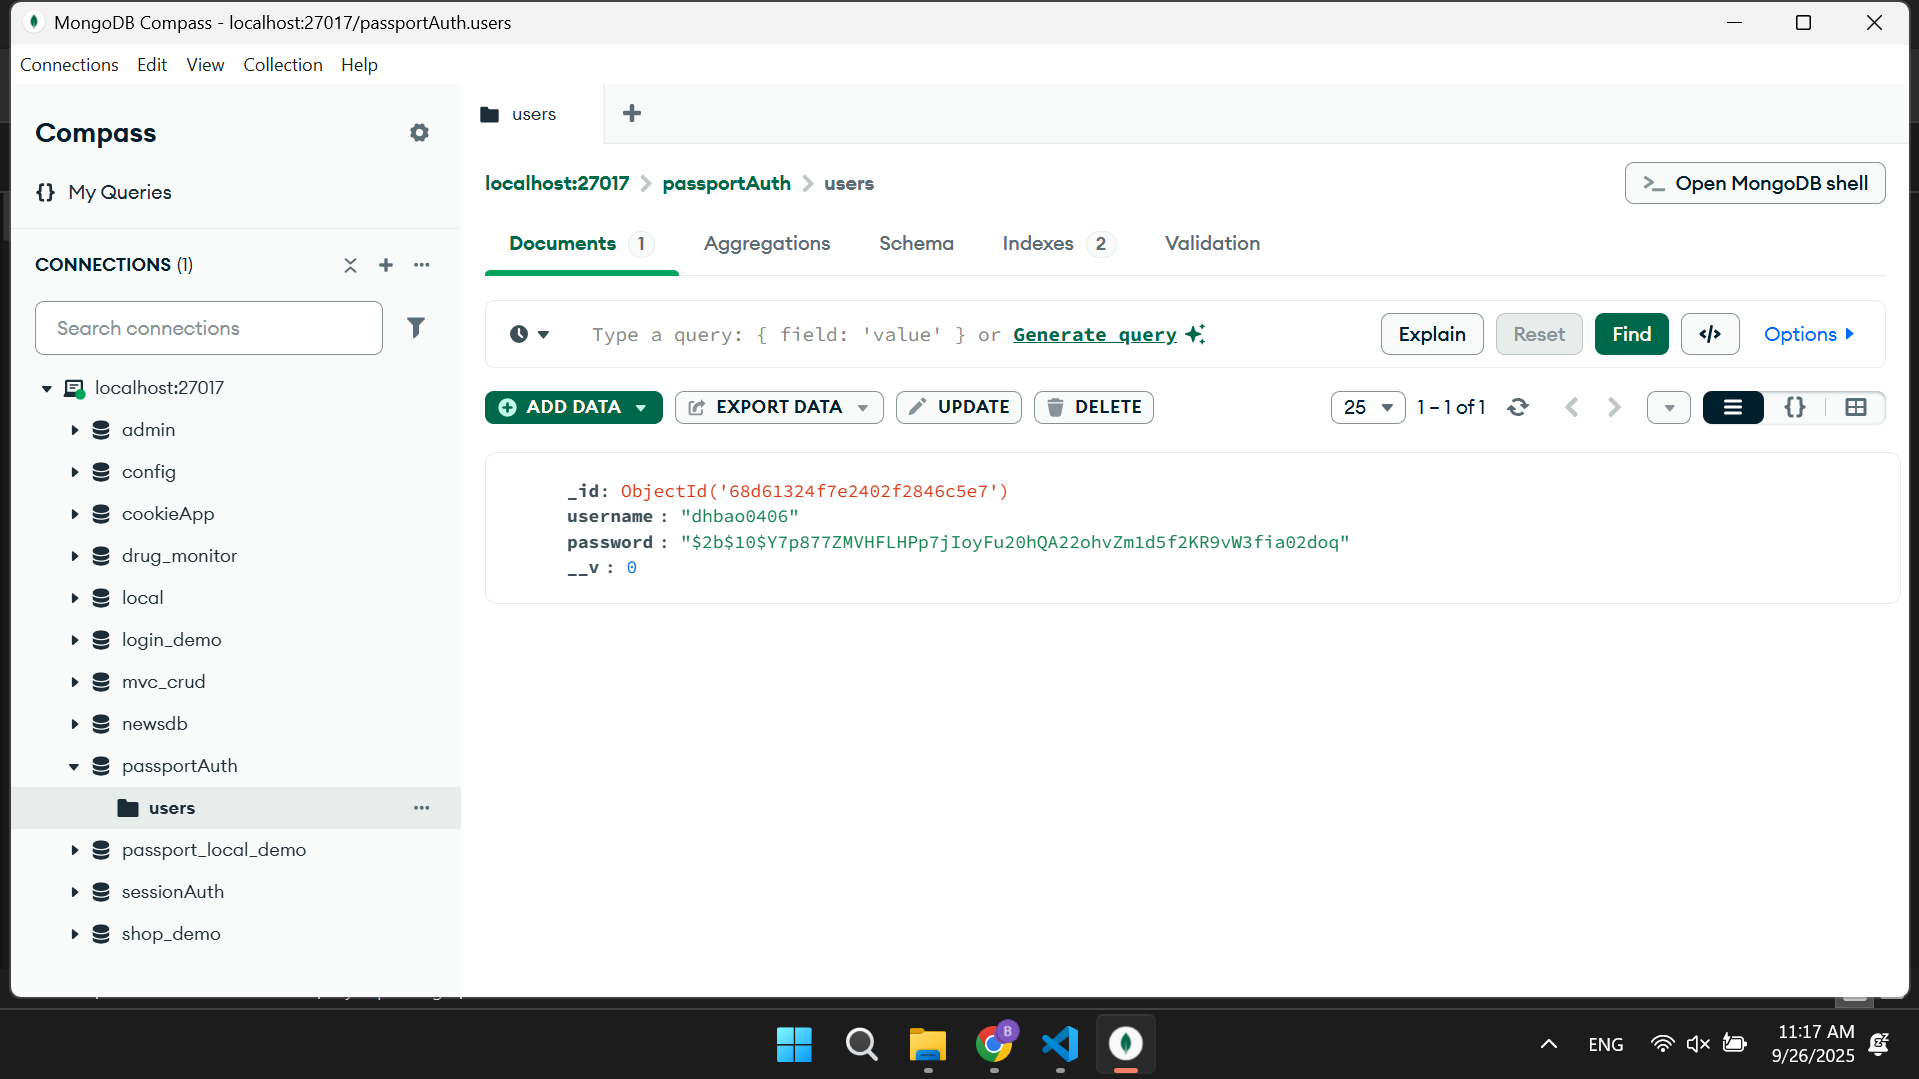 MongoDB Compass - localhost:27017/passportAuth.users
Connections Edit View Collection Help
Compass
My Queries
CONNECTIONS (1)
Search connections
localhost:27017
admin
config
cookieApp
drug_monitor
local
login_demo
mvc_crud
newsdb
passportAuth
users
passport_local_demo
sessionAuth
shop_demo
users
localhost:27017 > passportAuth > users
>_ Open MongoDB shell
Documents 1 Aggregations Schema Indexes 2 Validation
Type a query: { field: 'value' } or Generate query
Explain Reset Find </> Options
ADD DATA EXPORT DATA UPDATE DELETE
25 1 – 1 of 1 {}
_id: ObjectId('68d61324f7e2402f2846c5e7')
username : "dhbao0406"
password : "$2b$10$Y7p877ZMVHFLHPp7jIoyFu20hQA22ohvZm1d5f2KR9vW3fia02doq"
__v : 0
B
ENG
11:17 AM
9/26/2025